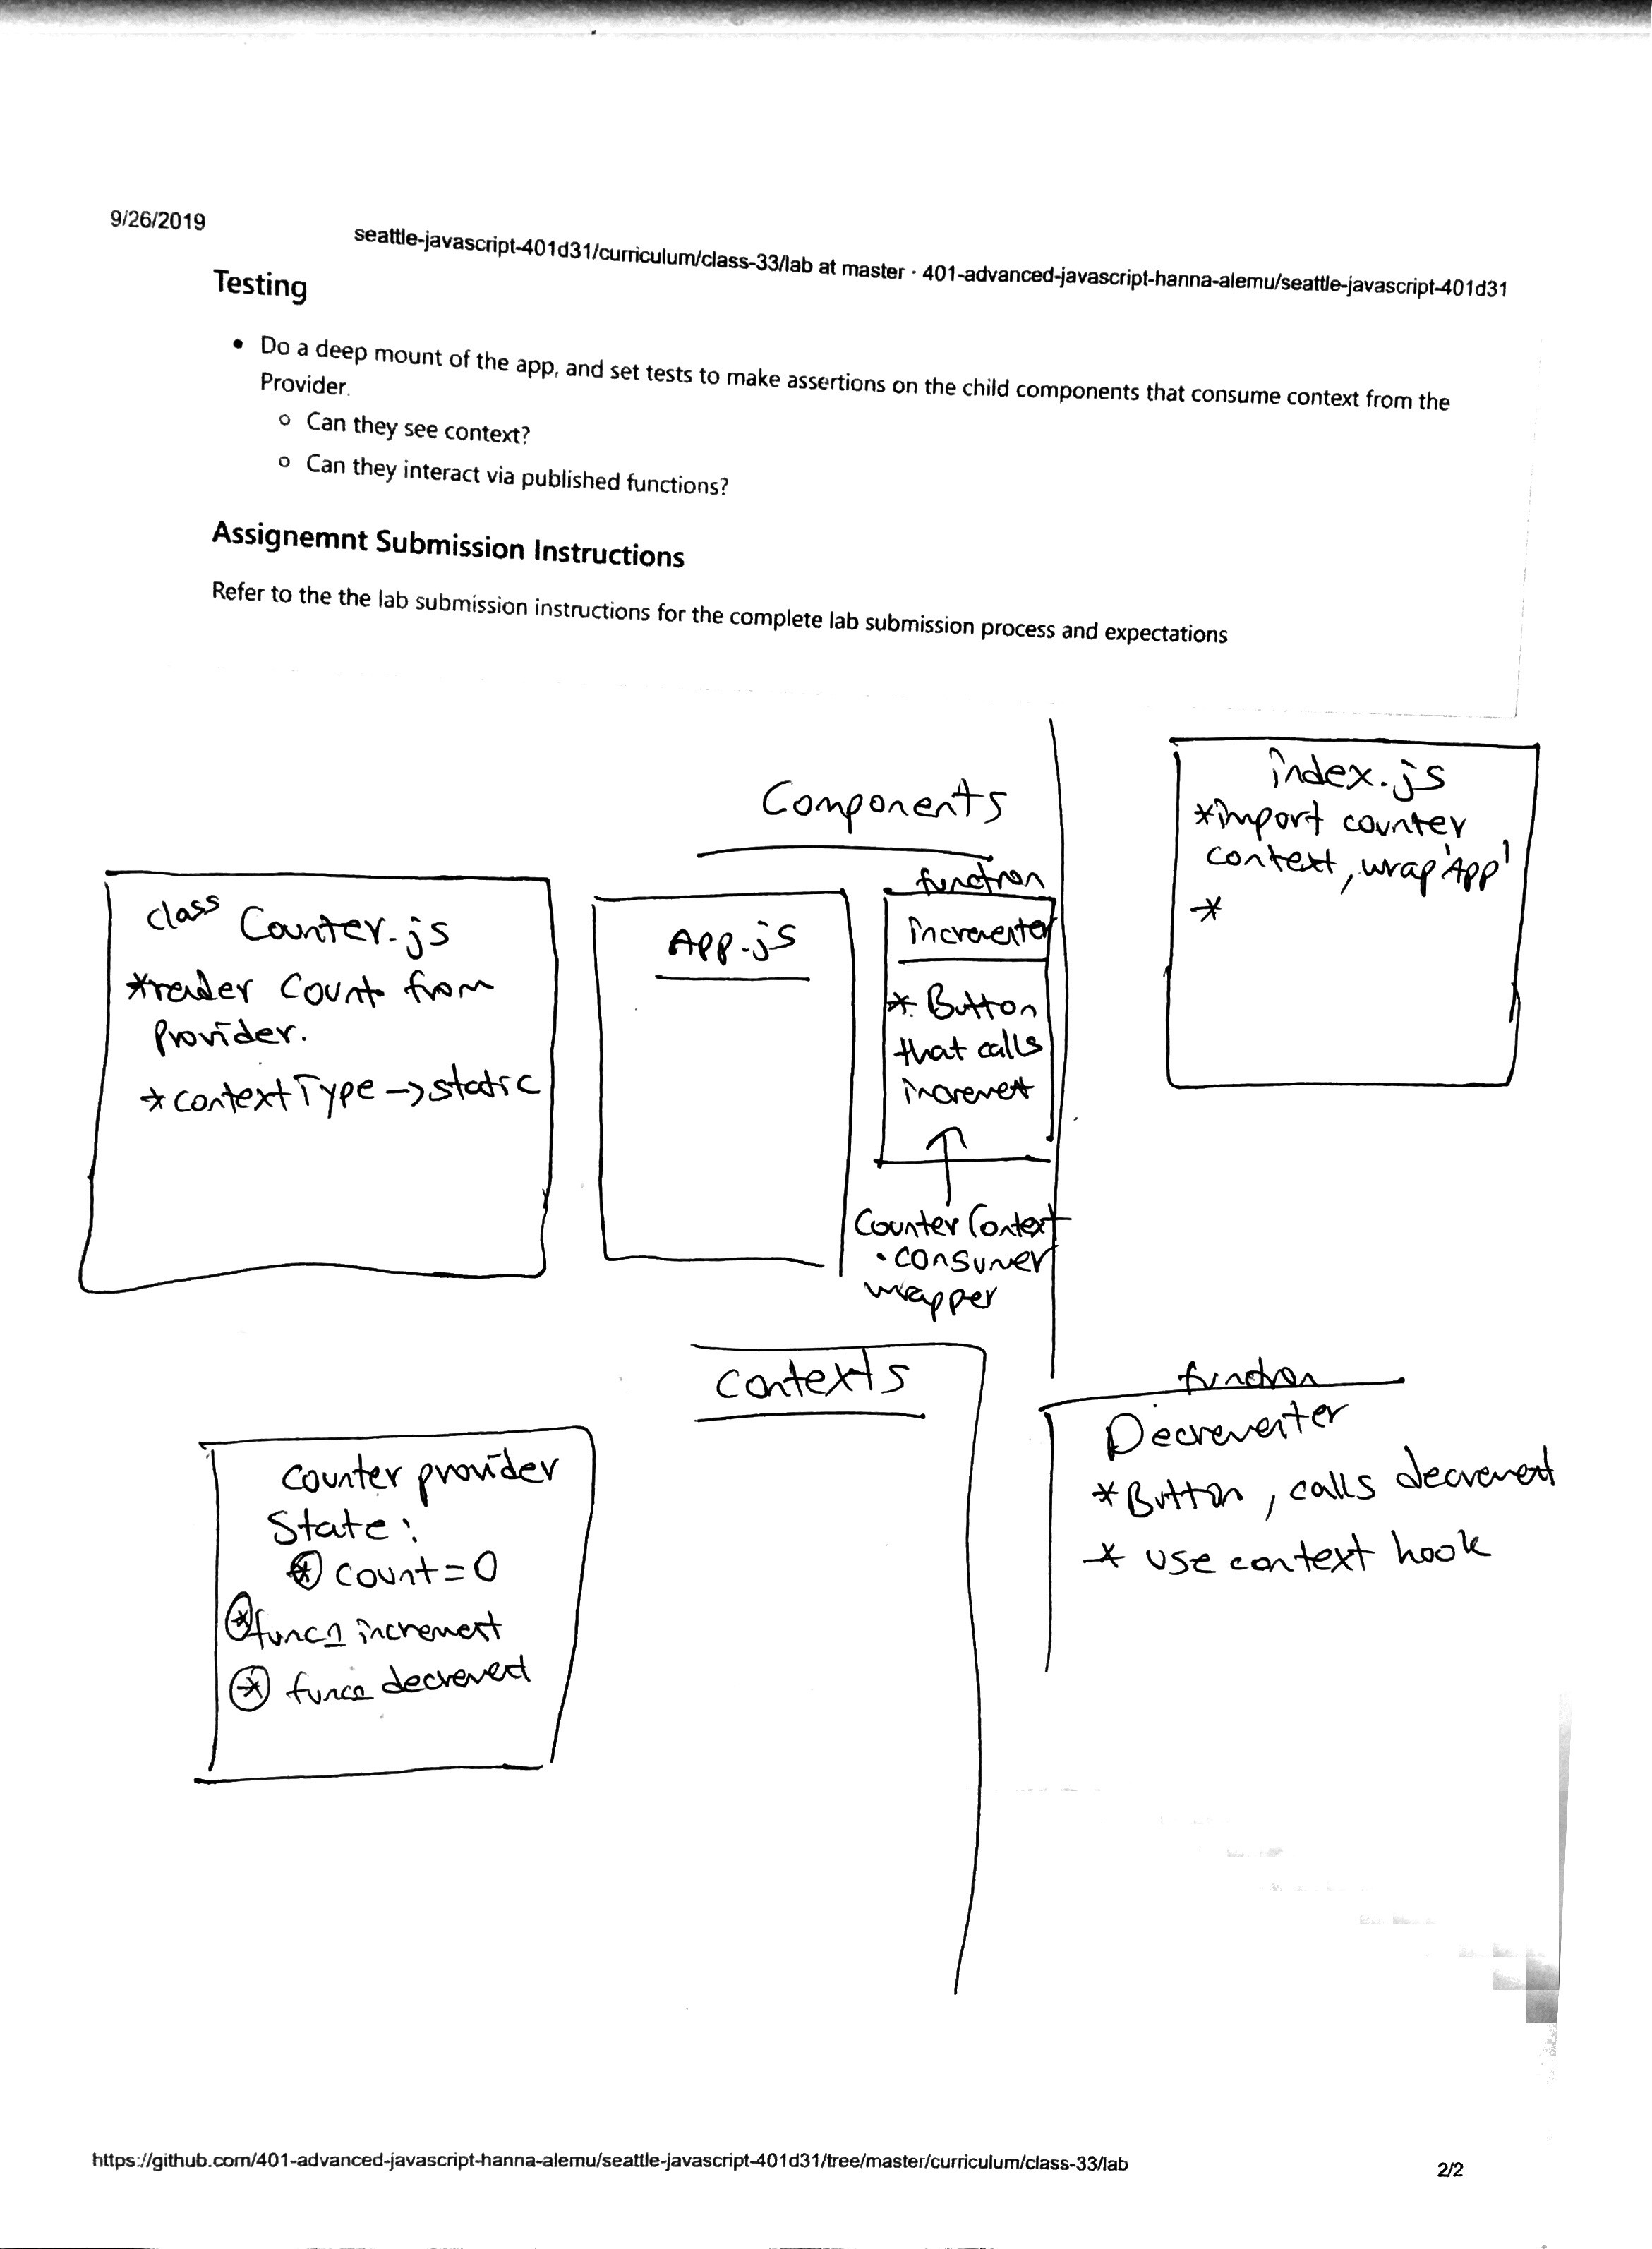 9/26/2019
seattle-javascript-401d31/curriculum/class-33/lab at master · 401-advanced-javascript-hanna-alemu/seattle-javascript-401d31
Testing
• Do a deep mount of the app, and set tests to make assertions on the child components that consume context from the
Provider.
○ Can they see context?
○ Can they interact via published functions?
Assignemnt Submission Instructions
Refer to the the lab submission instructions for the complete lab submission process and expectations
Components
class Counter.js
*render Count from
Provider.
*contextType → static
App.js
function
incrementer
* Button
that calls
increment
Counter Context
.consumer
wrapper
index.js
*import counter
context, wrap 'App'
*
contexts
counter provider
State:
* count=0
* func increment
* func decrement
function
Decrementer
*Button, calls decrement
* use context hook
https://github.com/401-advanced-javascript-hanna-alemu/seattle-javascript-401d31/tree/master/curriculum/class-33/lab
2/2